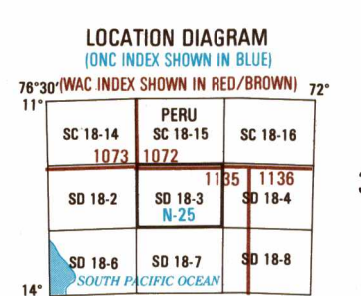 LOCATION DIAGRAM
(ONC INDEX SHOWN IN BLUE)
76°30' (WAC INDEX SHOWN IN RED/BROWN) 72°
11°
PERU
SC 18-14 SC 18-15 SC 18-16
1073 1072
1135 1136
SD 18-2 SD 18-3 SD 18-4
N-25
SD 18-6 SD 18-7 SD 18-8
SOUTH PACIFIC OCEAN
14°